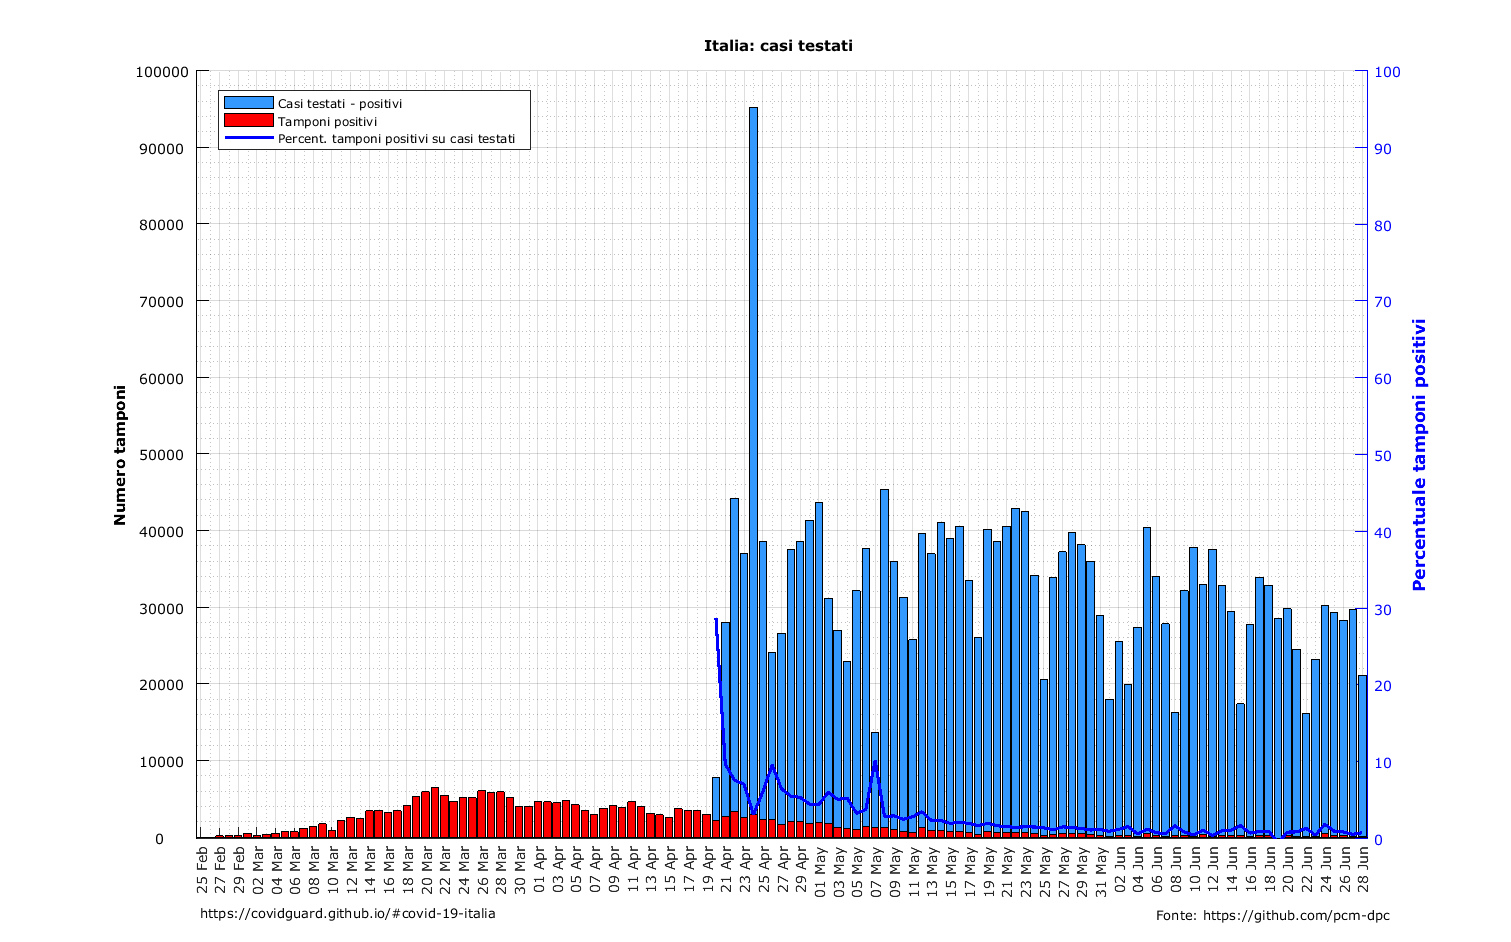 Italia: casi testati
Casi testati - positivi
Tamponi positivi
Percent. tamponi positivi su casi testati
Numero tamponi
100000
90000
80000
70000
60000
50000
40000
30000
20000
10000
0
100
90
80
70
60
50
40
30
20
10
0
Percentuale tamponi positivi
25 Feb
27 Feb
29 Feb
02 Mar
04 Mar
06 Mar
08 Mar
10 Mar
12 Mar
14 Mar
16 Mar
18 Mar
20 Mar
22 Mar
24 Mar
26 Mar
28 Mar
30 Mar
01 Apr
03 Apr
05 Apr
07 Apr
09 Apr
11 Apr
13 Apr
15 Apr
17 Apr
19 Apr
21 Apr
23 Apr
25 Apr
27 Apr
29 Apr
01 May
03 May
05 May
07 May
09 May
11 May
13 May
15 May
17 May
19 May
21 May
23 May
25 May
27 May
29 May
31 May
02 Jun
04 Jun
06 Jun
08 Jun
10 Jun
12 Jun
14 Jun
16 Jun
18 Jun
20 Jun
22 Jun
24 Jun
26 Jun
28 Jun
https://covidguard.github.io/#covid-19-italia
Fonte: https://github.com/pcm-dpc